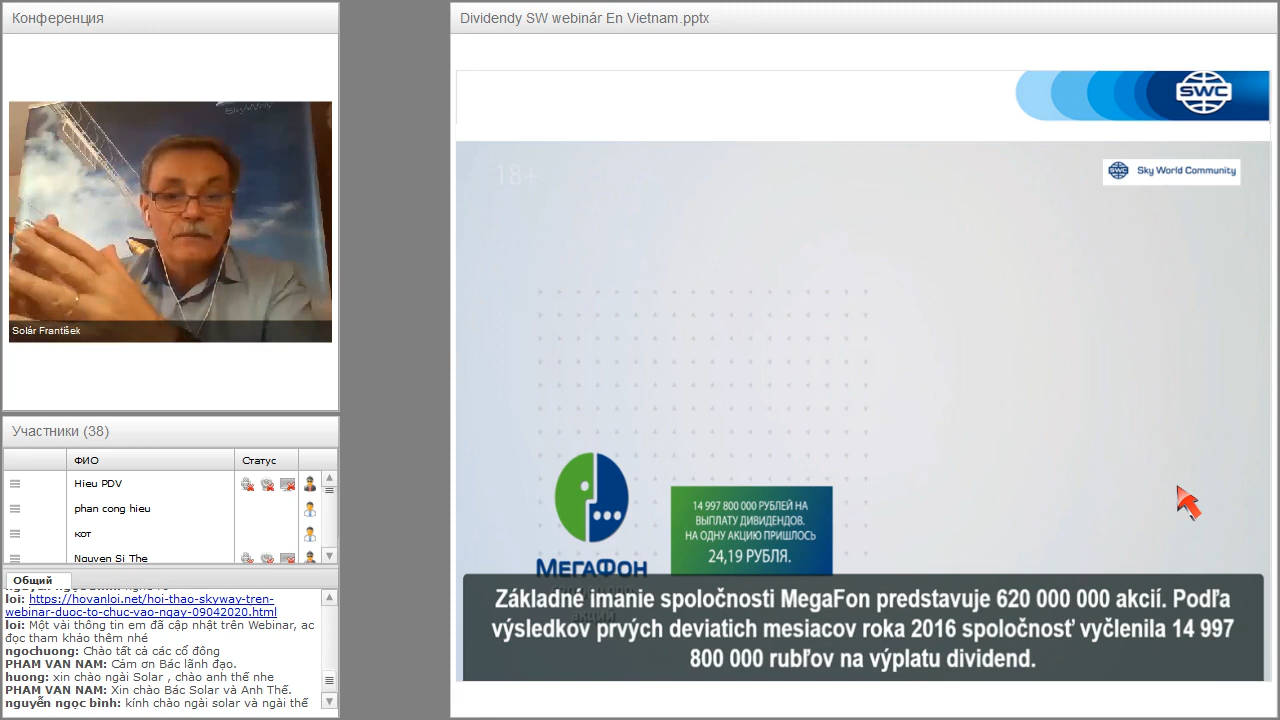 Конференция
SkyWay
Solár František
Участники (38)
ФИО
Статус
Hieu PDV
phan cong hieu
кот
Nguyen Si The
Общий
loi: https://hovanloi.net/hoi-thao-skyway-tren-
webinar-duoc-to-chuc-vao-ngay-09042020.html
loi: Một vài thông tin em đã cập nhật trên Webinar, ac
đọc tham khảo thêm nhé
ngochuong: Chào tất cả các cổ đông
PHAM VAN NAM: Cảm ơn Bác lãnh đạo.
huong: xin chào ngài Solar , chào anh thế nhe
PHAM VAN NAM: Xin chào Bác Solar và Anh Thế.
nguyễn ngọc bình: kính chào ngài solar và ngài thế
Dividendy SW webinár En Vietnam.pptx
SWC
18+
SWC Sky World Community
14 997 800 000 РУБЛЕЙ НА
ВЫПЛАТУ ДИВИДЕНДОВ.
НА ОДНУ АКЦИЮ ПРИШЛОСЬ
24,19 РУБЛЯ.
МЕГАФОН
Základné imanie spoločnosti MegaFon predstavuje 620 000 000 akcií. Podľa
výsledkov prvých deviatich mesiacov roka 2016 spoločnosť vyčlenila 14 997
800 000 rubľov na výplatu dividend.